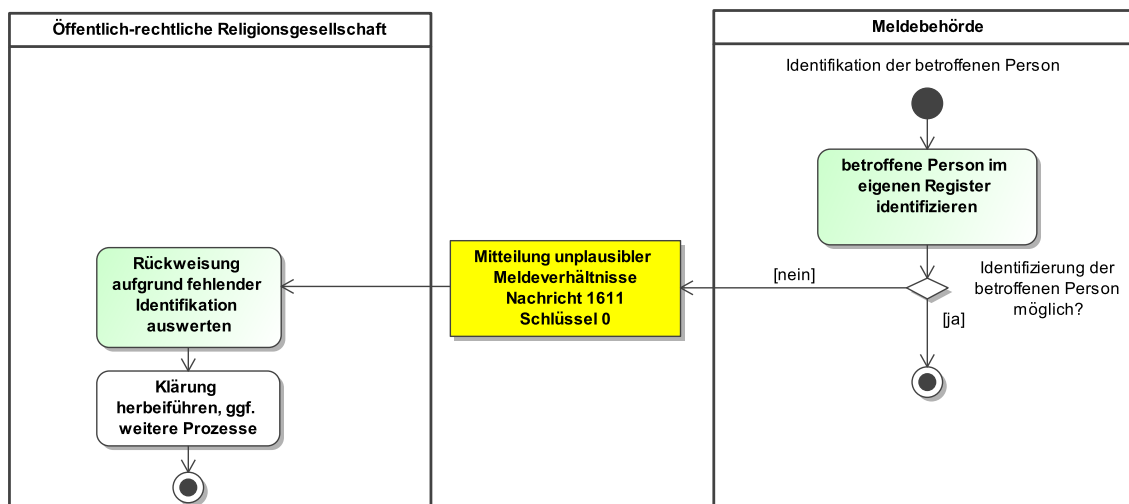 Öffentlich-rechtliche Religionsgesellschaft
Meldebehörde
Identifikation der betroffenen Person
betroffene Person im
eigenen Register
identifizieren
Identifizierung der
betroffenen Person
möglich?
[nein]
[ja]
Mitteilung unplausibler
Meldeverhältnisse
Nachricht 1611
Schlüssel 0
Rückweisung
aufgrund fehlender
Identifikation
auswerten
Klärung
herbeiführen, ggf.
weitere Prozesse